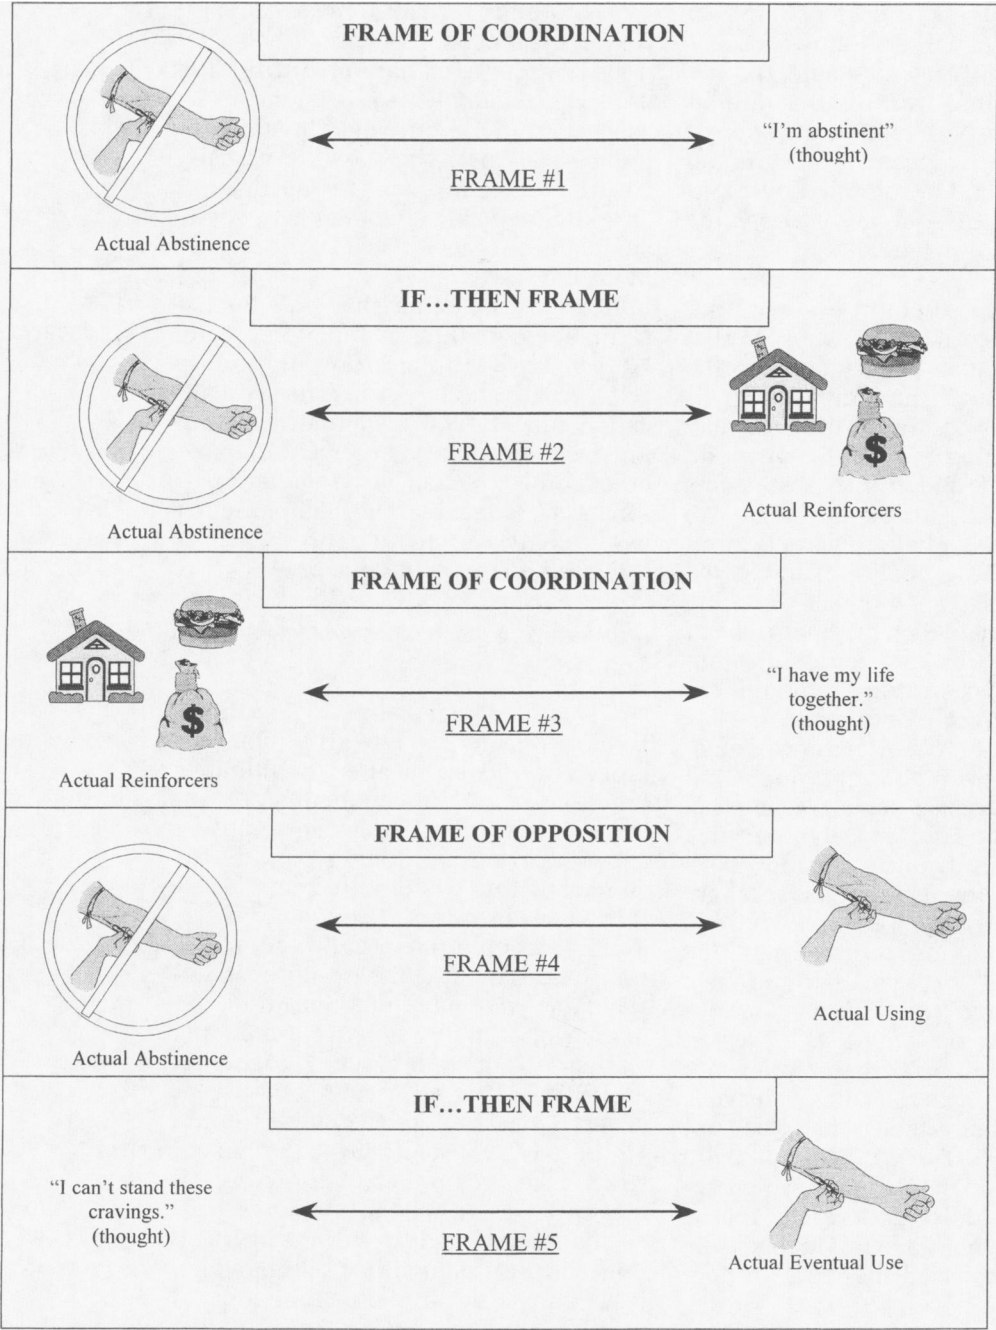 FRAME OF COORDINATION
“I’m abstinent”
(thought)
FRAME #1
Actual Abstinence
IF…THEN FRAME
$
FRAME #2
Actual Reinforcers
Actual Abstinence
FRAME OF COORDINATION
“I have my life
together.”
(thought)
$
FRAME #3
Actual Reinforcers
FRAME OF OPPOSITION
FRAME #4
Actual Using
Actual Abstinence
IF…THEN FRAME
“I can’t stand these
cravings.”
(thought)
FRAME #5
Actual Eventual Use